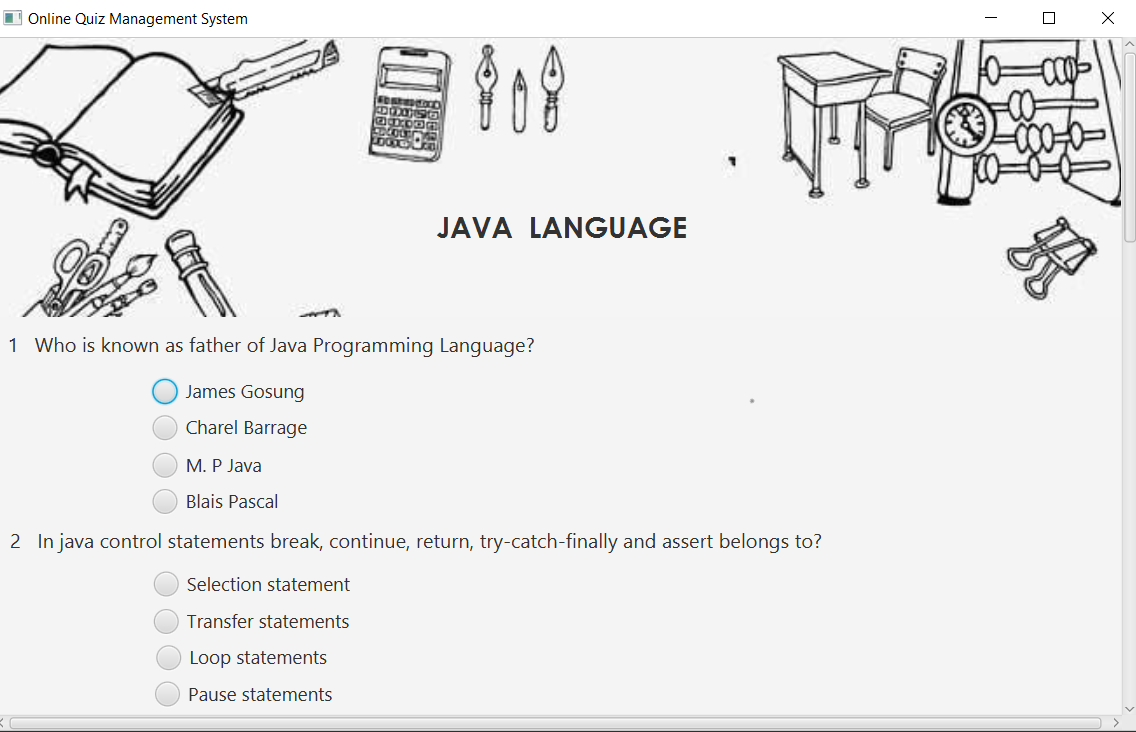 Online Quiz Management System
JAVA LANGUAGE
1 Who is known as father of Java Programming Language?
James Gosung
Charel Barrage
M. P Java
Blais Pascal
2 In java control statements break, continue, return, try-catch-finally and assert belongs to?
Selection statement
Transfer statements
Loop statements
Pause statements